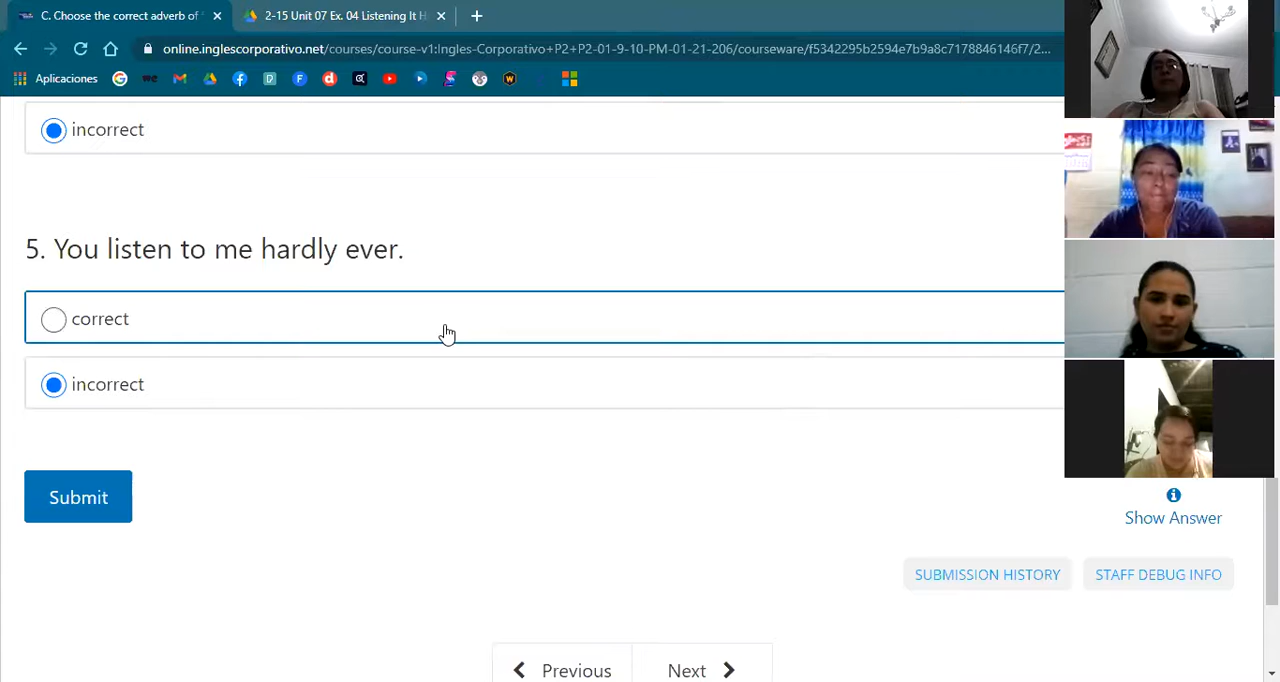 C. Choose the correct adverb of
2-15 Unit 07 Ex. 04 Listening It H
online.inglescorporativo.net/courses/course-v1:Ingles-Corporativo+P2+P2-01-9-10-PM-01-21-206/courseware/f5342295b2594e7b9a8c7178846146f7/2...
Aplicaciones
incorrect
5. You listen to me hardly ever.
correct
incorrect
Submit
Show Answer
SUBMISSION HISTORY
STAFF DEBUG INFO
Previous
Next